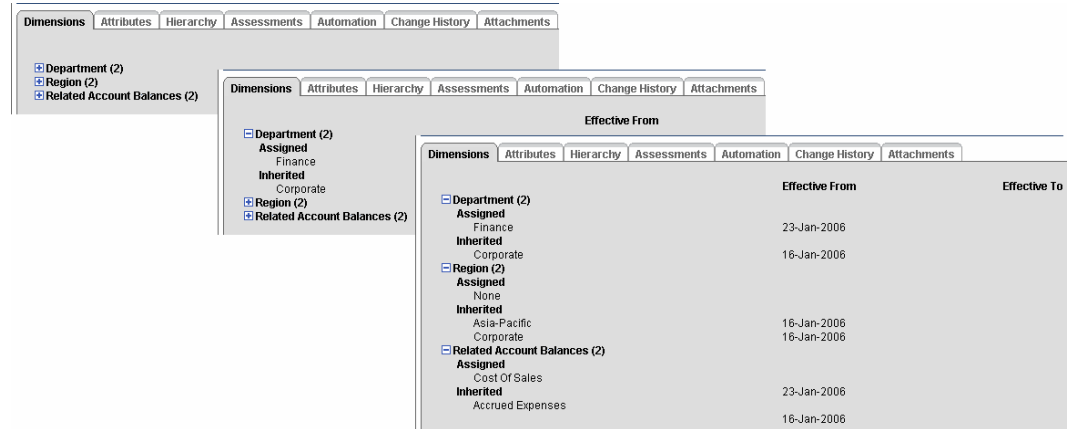 Dimensions Attributes Hierarchy Assessments Automation Change History Attachments
Department (2)
Region (2)
Related Account Balances (2)
Dimensions Attributes Hierarchy Assessments Automation Change History Attachments
Effective From
Department (2)
Assigned
Finance
Inherited
Corporate
Region (2)
Related Account Balances (2)
Dimensions Attributes Hierarchy Assessments Automation Change History Attachments
Effective From Effective To
Department (2)
Assigned
Finance 23-Jan-2006
Inherited
Corporate 16-Jan-2006
Region (2)
Assigned
None
Inherited
Asia-Pacific 16-Jan-2006
Corporate 16-Jan-2006
Related Account Balances (2)
Assigned
Cost Of Sales
Inherited 23-Jan-2006
Accrued Expenses
16-Jan-2006